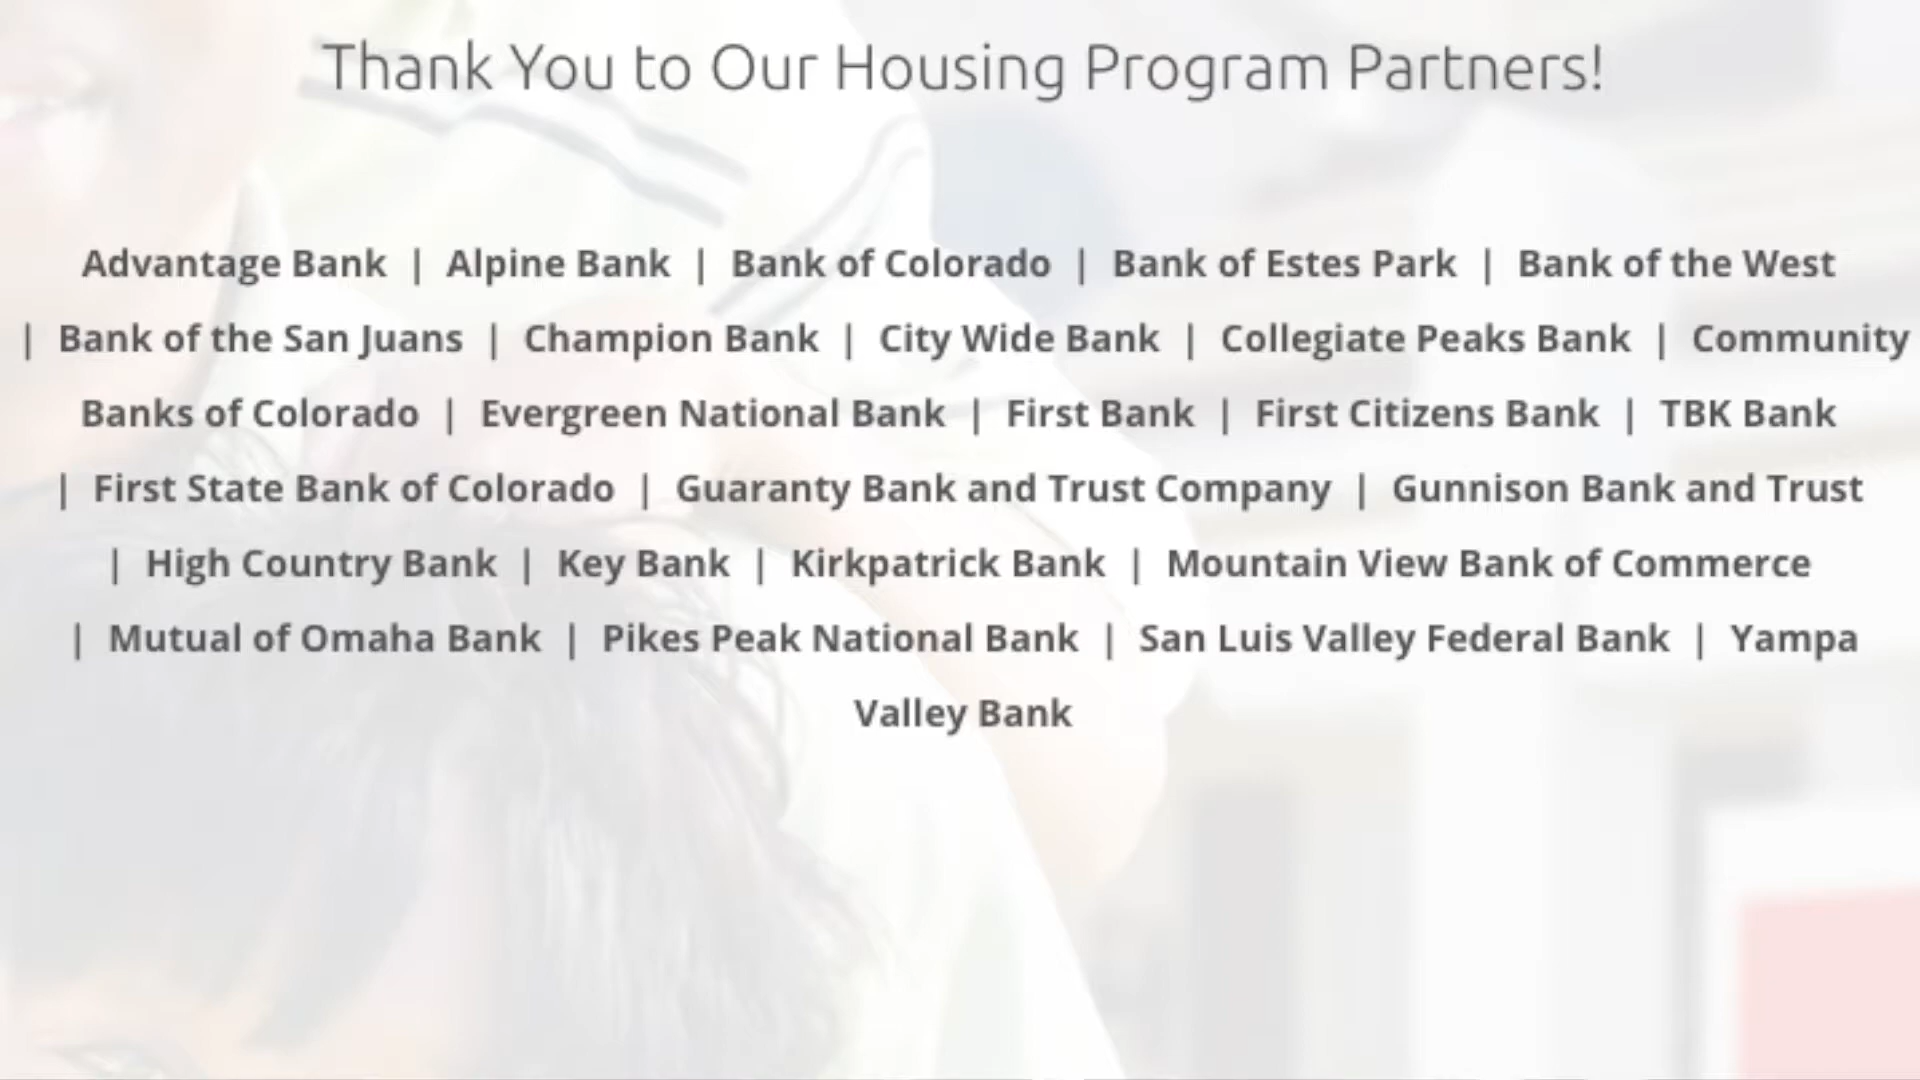 Thank You to Our Housing Program Partners!
Advantage Bank | Alpine Bank | Bank of Colorado | Bank of Estes Park | Bank of the West
| Bank of the San Juans | Champion Bank | City Wide Bank | Collegiate Peaks Bank | Community
Banks of Colorado | Evergreen National Bank | First Bank | First Citizens Bank | TBK Bank
| First State Bank of Colorado | Guaranty Bank and Trust Company | Gunnison Bank and Trust
| High Country Bank | Key Bank | Kirkpatrick Bank | Mountain View Bank of Commerce
| Mutual of Omaha Bank | Pikes Peak National Bank | San Luis Valley Federal Bank | Yampa
Valley Bank